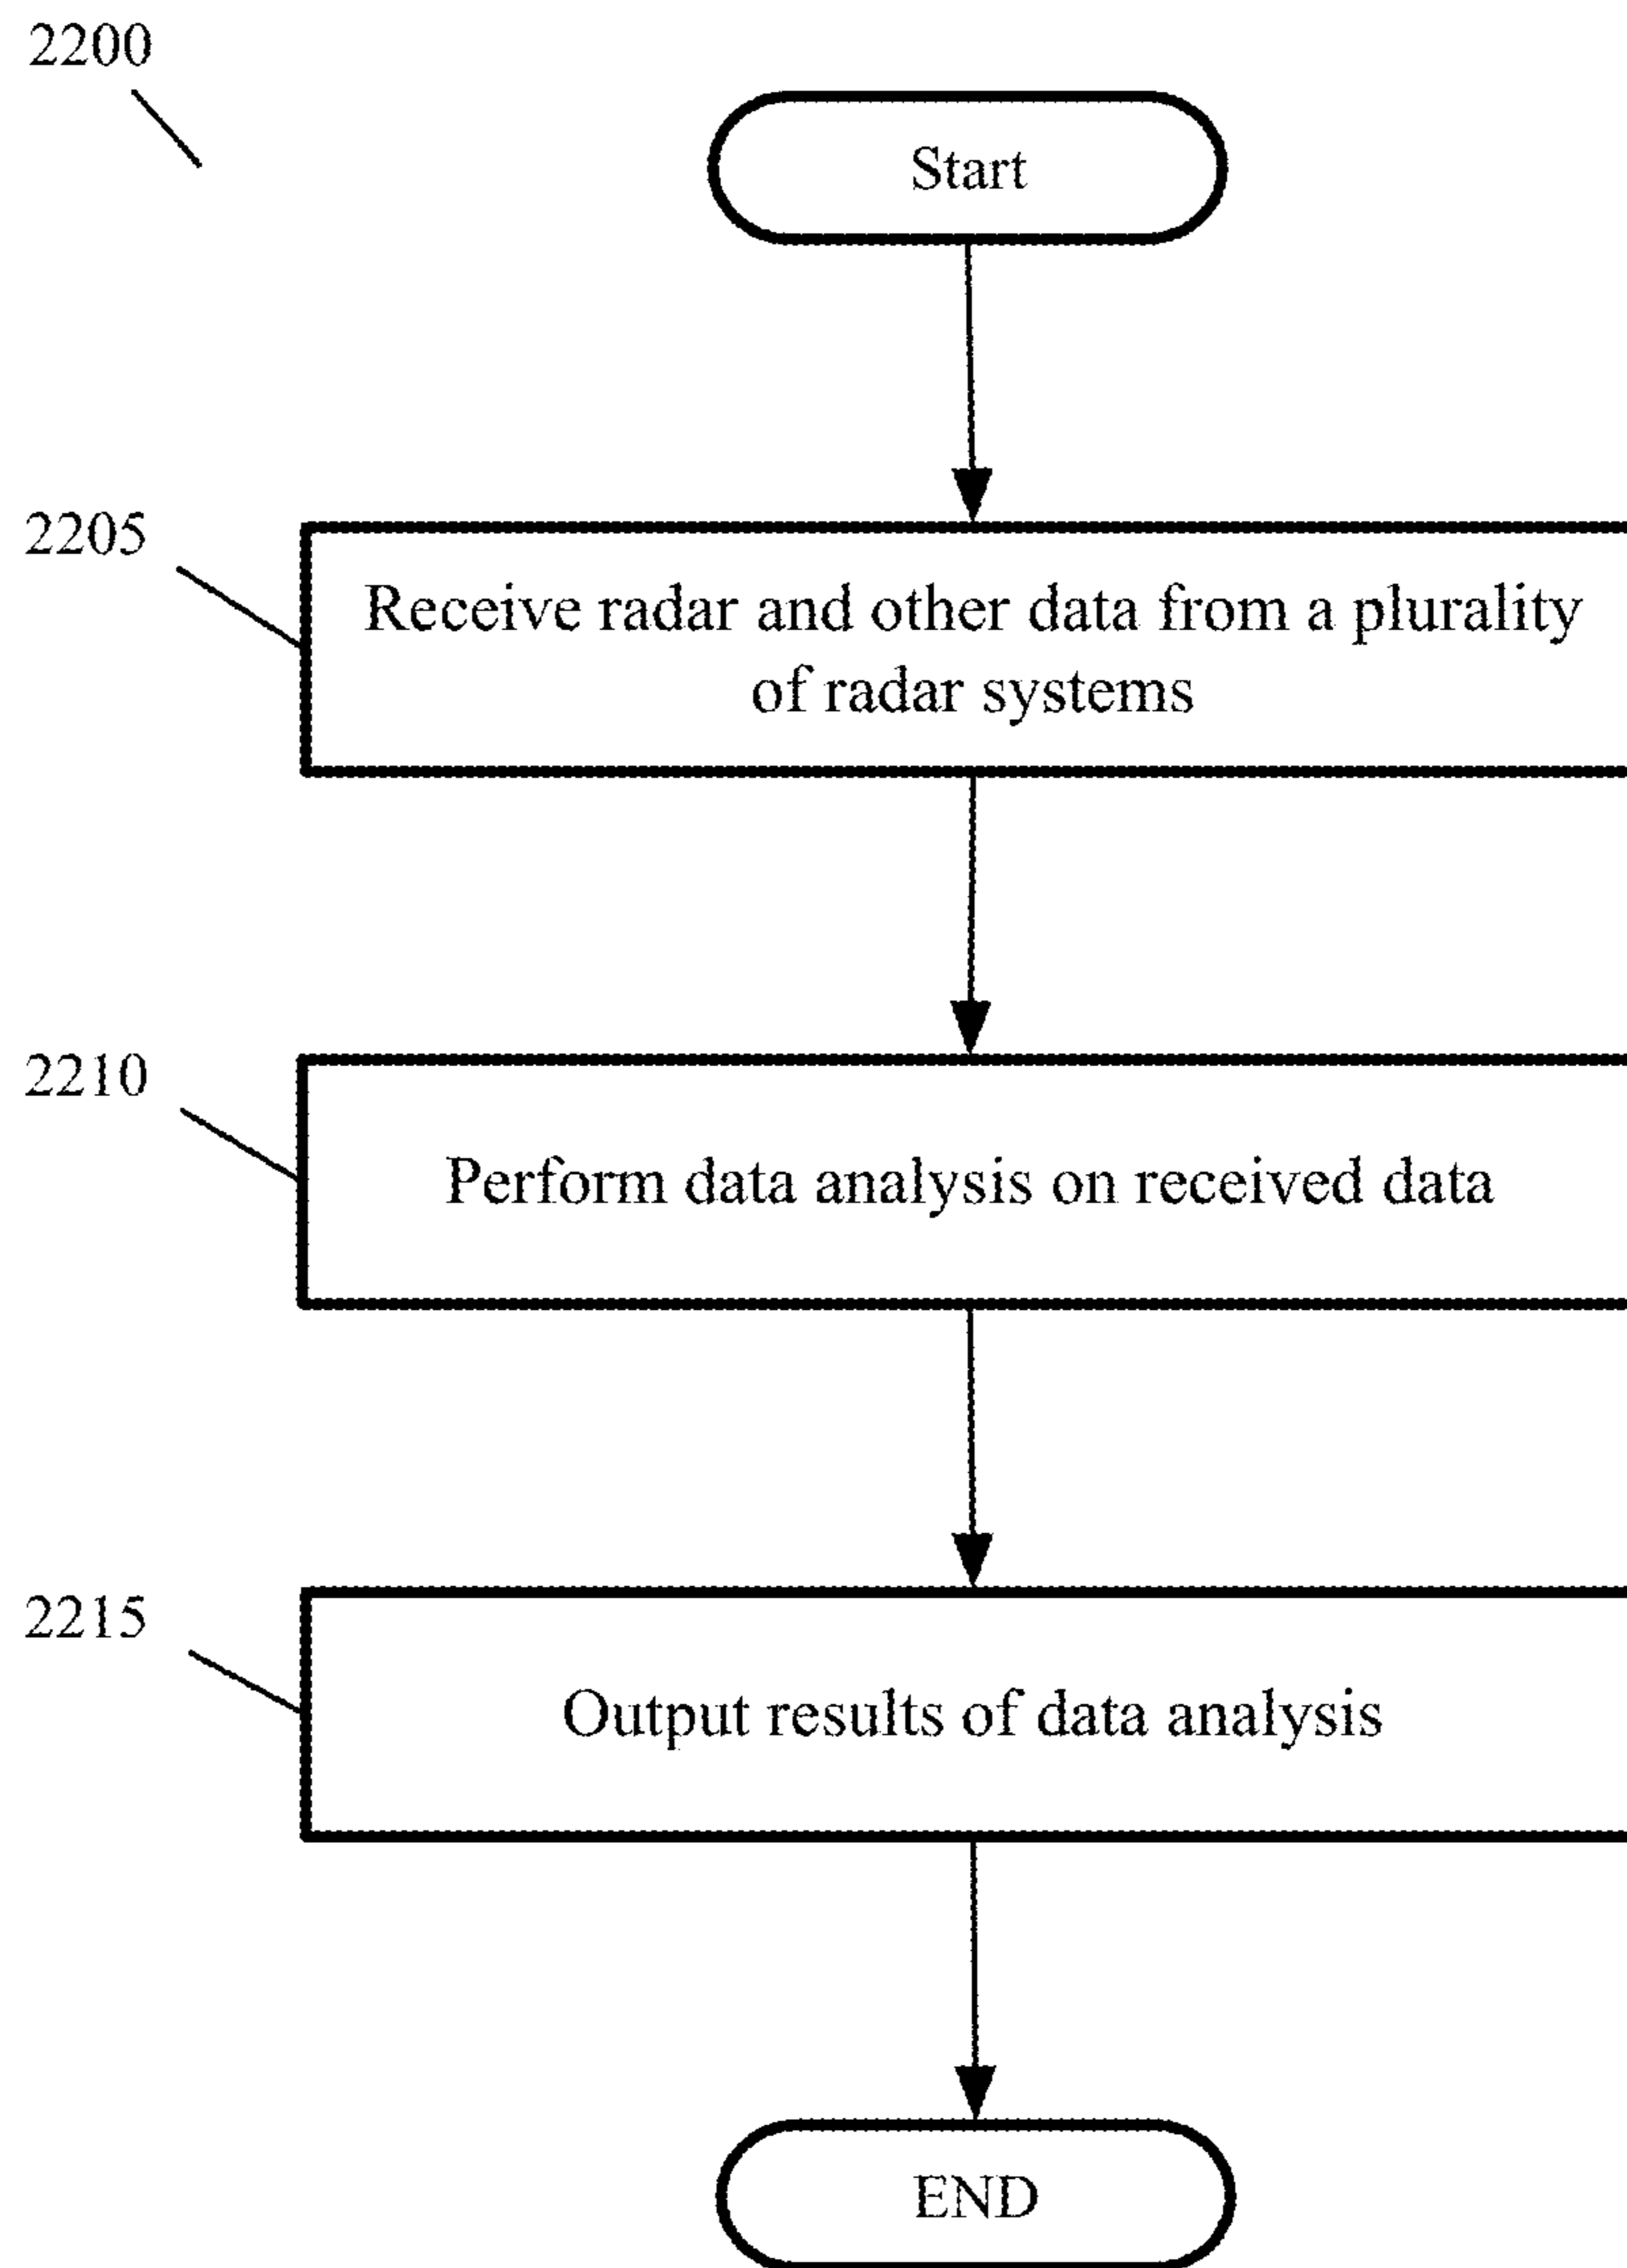 2200
Start
2205
Receive radar and other data from a plurality
of radar systems
2210
Perform data analysis on received data
2215
Output results of data analysis
END